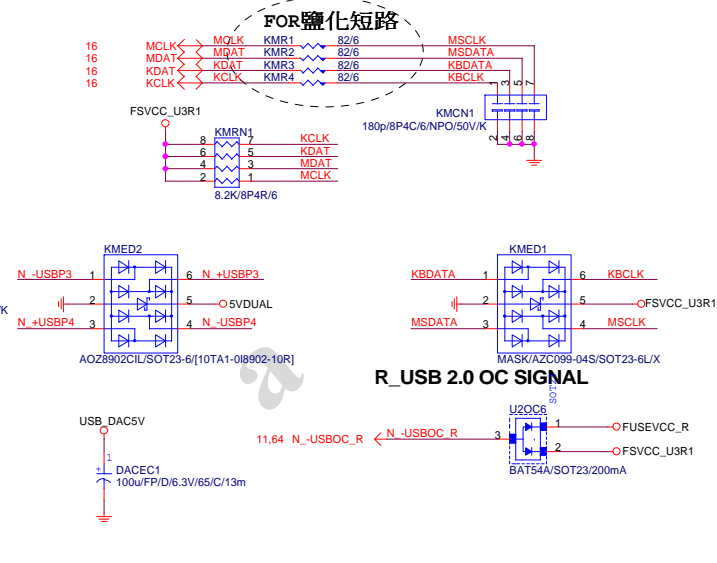 FOR鹽化短路
16 MCLK MCLK KMR1 82/6 MSCLK
16 MDAT MDAT KMR2 82/6 MSDATA
16 KDAT KDAT KMR3 82/6 KBDATA
16 KCLK KCLK KMR4 82/6 KBCLK
1 3 5 7
KMCN1
180p/8P4C/6/NPO/50V/K
2 4 6 8
FSVCC_U3R1
KMRN1
8 7 KCLK
6 5 KDAT
4 3 MDAT
2 1 MCLK
8.2K/8P4R/6
KMED2
N_-USBP3 1 6 N_+USBP3
2 5 5VDUAL
N_+USBP4 3 4 N_-USBP4
AOZ8902CIL/SOT23-6/[10TA1-0I8902-10R]
/K
KMED1
KBDATA 1 6 KBCLK
2 5 FSVCC_U3R1
MSDATA 3 4 MSCLK
MASK/AZC099-04S/SOT23-6L/X
a
R_USB 2.0 OC SIGNAL
U2OC6
11,64 N_-USBOC_R N_-USBOC_R 3
1 FUSEVCC_R
2 FSVCC_U3R1
BAT54A/SOT23/200mA
USB_DAC5V
1
+
DACEC1
100u/FP/D/6.3V/65/C/13m